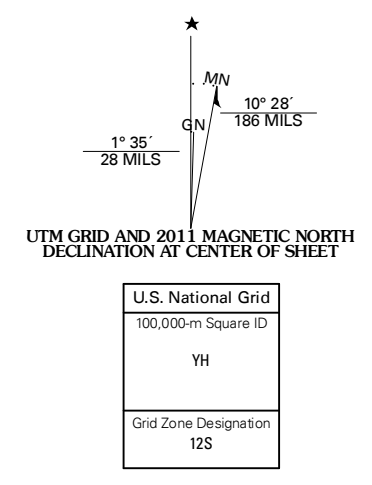 ★
MN
GN
10° 28´
186 MILS
1° 35´
28 MILS
UTM GRID AND 2011 MAGNETIC NORTH
DECLINATION AT CENTER OF SHEET
U.S. National Grid
100,000-m Square ID
YH
Grid Zone Designation
12S